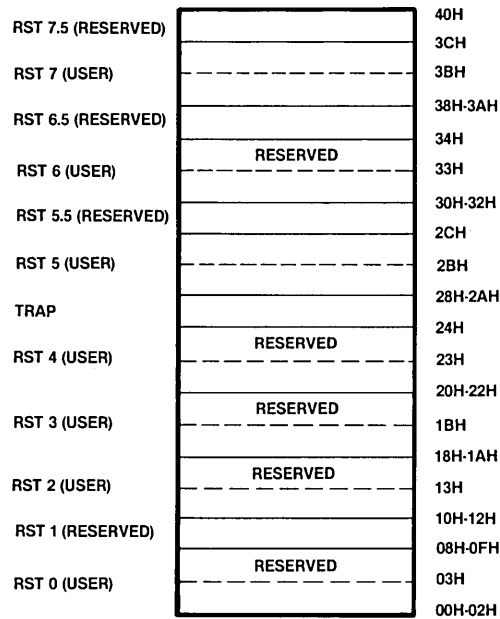 40H
RST 7.5 (RESERVED)
3CH
RST 7 (USER)
3BH
38H-3AH
RST 6.5 (RESERVED)
34H
RESERVED
RST 6 (USER)
33H
30H-32H
RST 5.5 (RESERVED)
2CH
RST 5 (USER)
2BH
28H-2AH
TRAP
24H
RESERVED
RST 4 (USER)
23H
20H-22H
RESERVED
RST 3 (USER)
1BH
18H-1AH
RESERVED
RST 2 (USER)
13H
10H-12H
RST 1 (RESERVED)
08H-0FH
RESERVED
RST 0 (USER)
03H
00H-02H